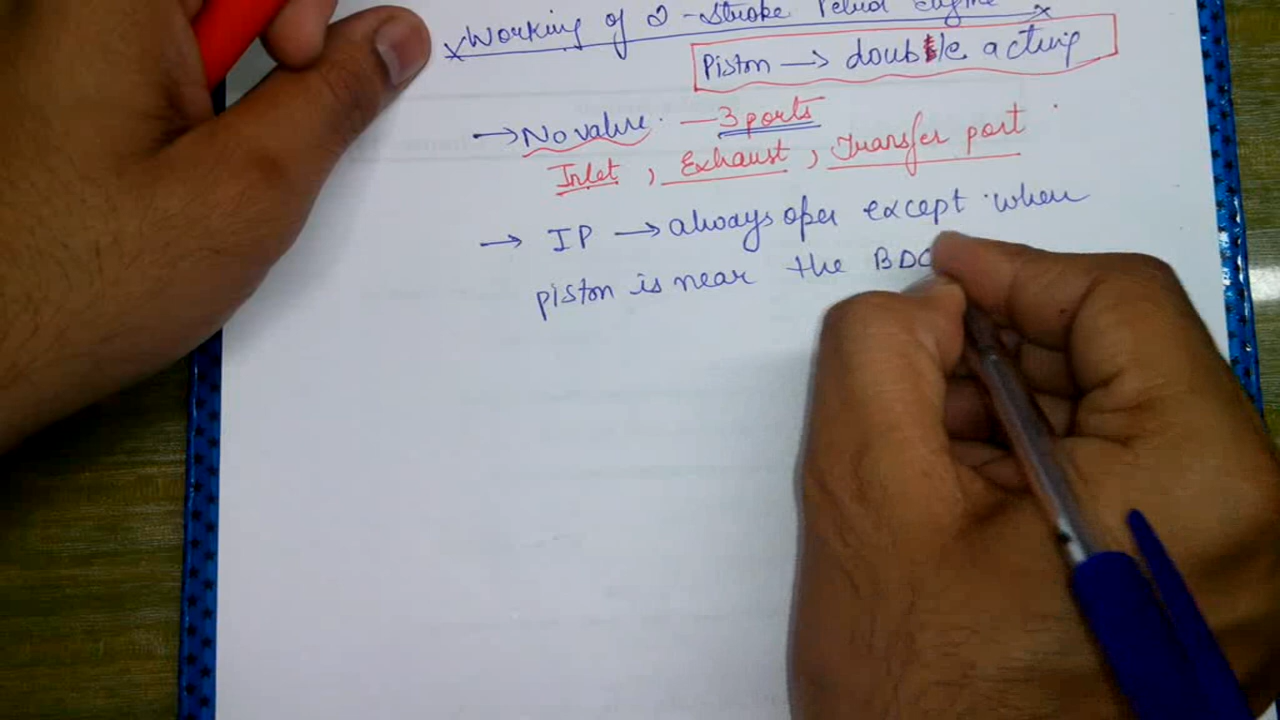 Working of 2-Stroke Petrol Engine
Piston → double acting
→ No valve. — 3 ports
Inlet, Exhaust, Transfer port
→ IP → always open except when
piston is near the BDC